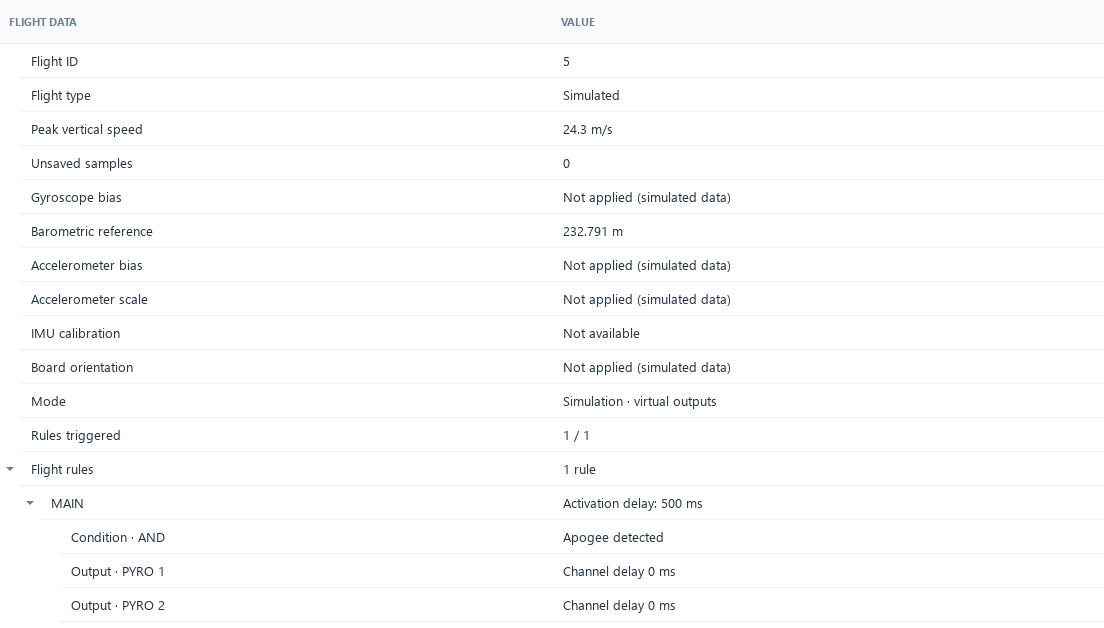 FLIGHT DATA VALUE
Flight ID 5
Flight type Simulated
Peak vertical speed 24.3 m/s
Unsaved samples 0
Gyroscope bias Not applied (simulated data)
Barometric reference 232.791 m
Accelerometer bias Not applied (simulated data)
Accelerometer scale Not applied (simulated data)
IMU calibration Not available
Board orientation Not applied (simulated data)
Mode Simulation · virtual outputs
Rules triggered 1 / 1
Flight rules 1 rule
MAIN Activation delay: 500 ms
Condition · AND Apogee detected
Output · PYRO 1 Channel delay 0 ms
Output · PYRO 2 Channel delay 0 ms